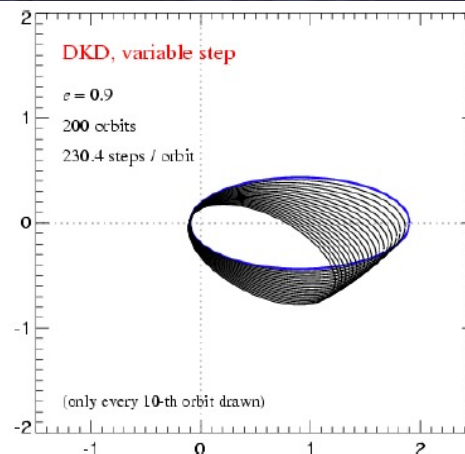 2
DKD, variable step
e = 0.9
200 orbits
1
230.4 steps / orbit
0
-1
(only every 10-th orbit drawn)
-2
-1 0 1 2